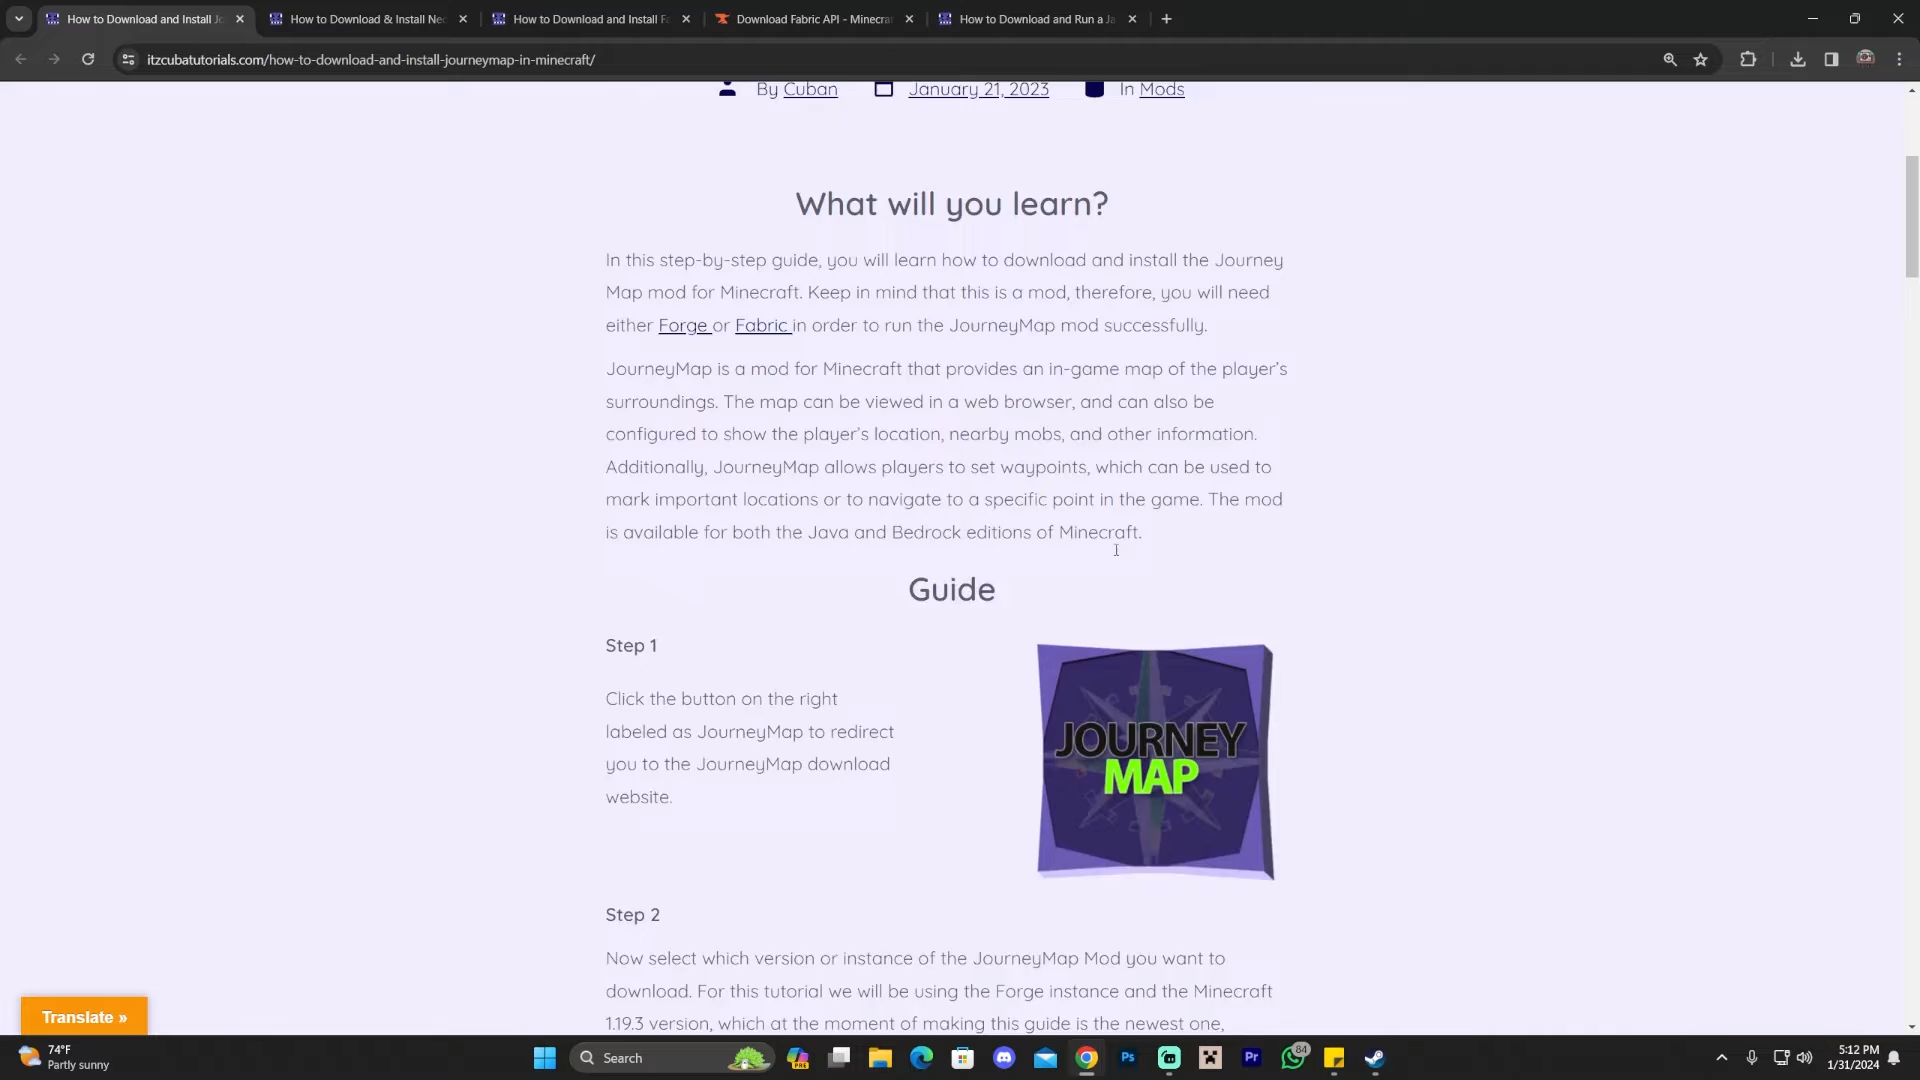 How to Download and Install Jo
How to Download & Install Neo
How to Download and Install Fo
Download Fabric API - Minecra
How to Download and Run a Ja
itzcubatutorials.com/how-to-download-and-install-journeymap-in-minecraft/
By Cuban January 21, 2023 In Mods
What will you learn?
In this step-by-step guide, you will learn how to download and install the Journey
Map mod for Minecraft. Keep in mind that this is a mod, therefore, you will need
either Forge or Fabric in order to run the JourneyMap mod successfully.
JourneyMap is a mod for Minecraft that provides an in-game map of the player's
surroundings. The map can be viewed in a web browser, and can also be
configured to show the player's location, nearby mobs, and other information.
Additionally, JourneyMap allows players to set waypoints, which can be used to
mark important locations or to navigate to a specific point in the game. The mod
is available for both the Java and Bedrock editions of Minecraft.
Guide
Step 1
Click the button on the right
labeled as JourneyMap to redirect
you to the JourneyMap download
website.
JOURNEY
MAP
Step 2
Now select which version or instance of the JourneyMap Mod you want to
download. For this tutorial we will be using the Forge instance and the Minecraft
1.19.3 version, which at the moment of making this guide is the newest one,
Translate »
74°F
Partly sunny
Search
PRE
Ps
Pr
84
5:12 PM
1/31/2024